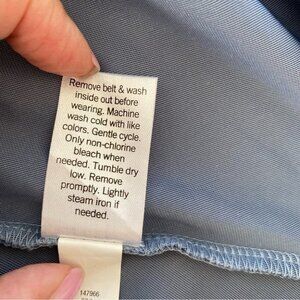 Remove belt & wash
inside out before
wearing. Machine
wash cold with like
colors. Gentle cycle.
Only non-chlorine
bleach when
needed. Tumble dry
low. Remove
promptly. Lightly
steam iron if
needed.
147966